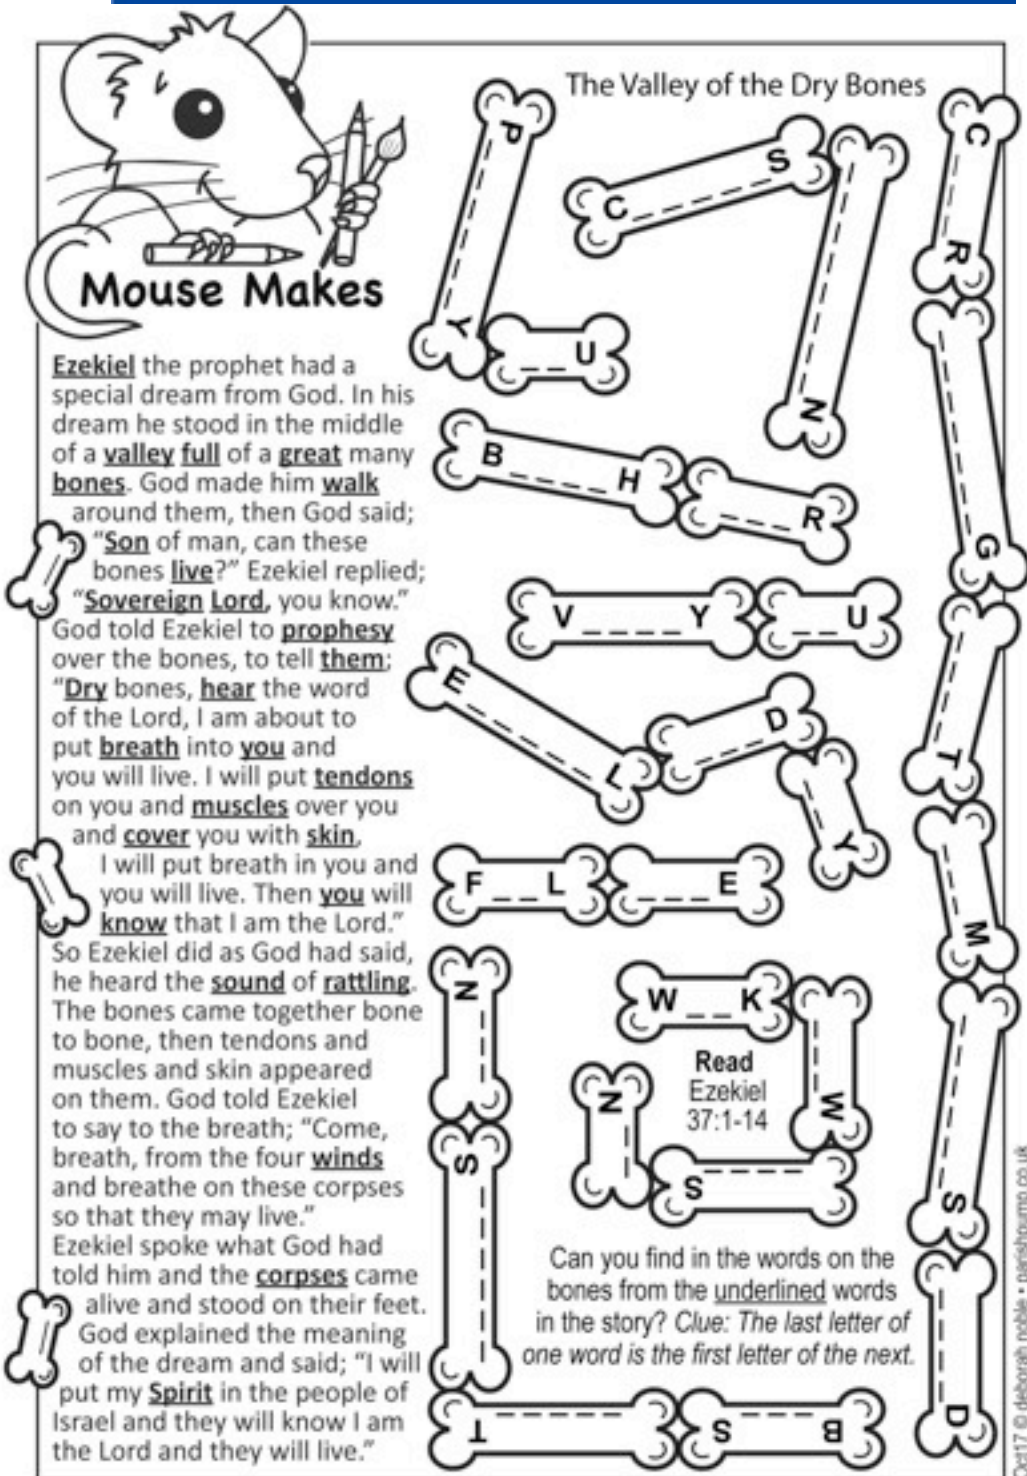 The Valley of the Dry Bones
Mouse Makes
Ezekiel the prophet had a
special dream from God. In his
dream he stood in the middle
of a valley full of a great many
bones. God made him walk
around them, then God said;
“Son of man, can these
bones live?” Ezekiel replied;
“Sovereign Lord, you know.”
God told Ezekiel to prophesy
over the bones, to tell them;
“Dry bones, hear the word
of the Lord, I am about to
put breath into you and
you will live. I will put tendons
on you and muscles over you
and cover you with skin,
I will put breath in you and
you will live. Then you will
know that I am the Lord.”
So Ezekiel did as God had said,
he heard the sound of rattling.
The bones came together bone
to bone, then tendons and
muscles and skin appeared
on them. God told Ezekiel
to say to the breath; “Come,
breath, from the four winds
and breathe on these corpses
so that they may live.”
Ezekiel spoke what God had
told him and the corpses came
alive and stood on their feet.
God explained the meaning
of the dream and said; “I will
put my Spirit in the people of
Israel and they will know I am
the Lord and they will live.”
P _ _ _ _ _ _ Y
_ _ U
C _ _ _ _ _ S
_ _ _ _ _ _ N
C _ _ _ R
_ _ _ _ _ _ _ _ G
B _ _ _ _ H
_ _ _ R
V _ _ _ _ Y
_ _ U
E _ _ _ _ _ L
_ _ _ D
_ _ Y
_ _ _ _ T
_ _ _ M
F _ _ L
_ _ _ E
N _ _ _
S _ _ _ _ _
W _ _ K
_ _ _ W
N _ _
S _ _ _ _
_ _ _ _ _ _ S
_ _ _ _ D
T _ _ _ _ _ _
B _ _ _ S
Read
Ezekiel
37:1-14
Can you find in the words on the
bones from the underlined words
in the story? Clue: The last letter of
one word is the first letter of the next.
Oct17 © deborah noble • parishpump.co.uk